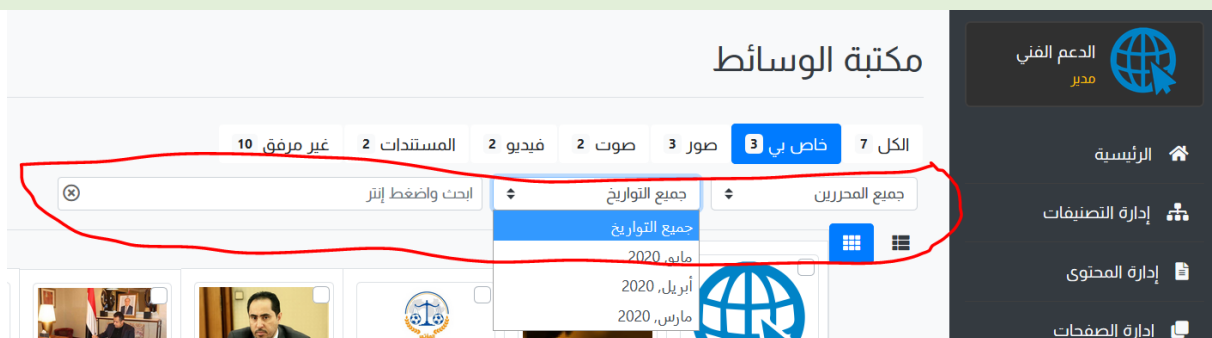 الدعم الفني
مدير
مكتبة الوسائط
الكل 7 خاص بي 3 صور 3 صوت 2 فيديو 2 المستندات 2 غير مرفق 10
جميع المحررين جميع التواريخ ابحث واضغط إنتر
جميع التواريخ
مايو, 2020
أبريل, 2020
مارس, 2020
الرئيسية
إدارة التصنيفات
إدارة المحتوى
إدارة الصفحات